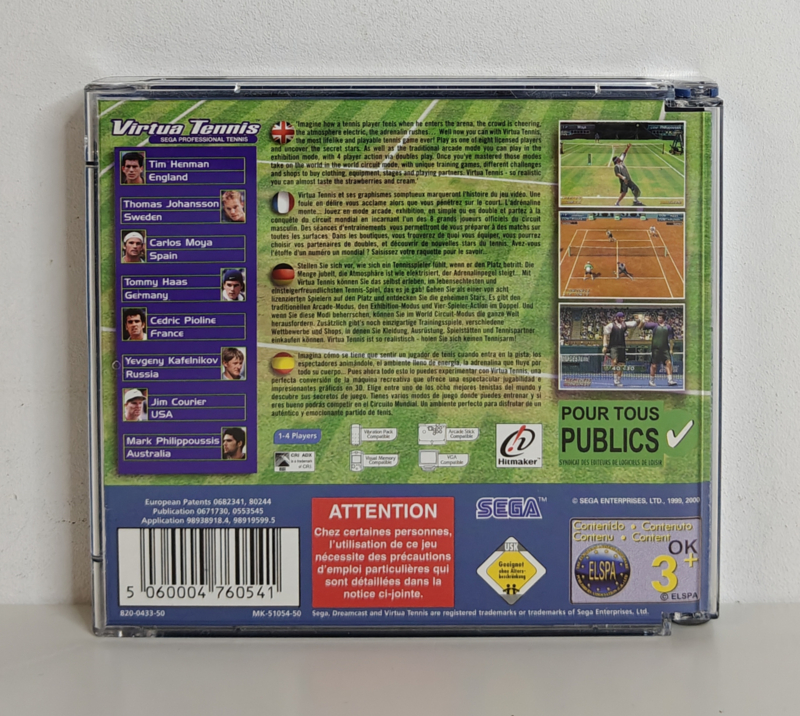 Virtua Tennis
SEGA PROFESSIONAL TENNIS
Tim Henman
England
Thomas Johansson
Sweden
Carlos Moya
Spain
Tommy Haas
Germany
Cedric Pioline
France
Yevgeny Kafelnikov
Russia
Jim Courier
USA
Mark Philippoussis
Australia
'Imagine how a tennis player feels when he enters the arena, the crowd is cheering,
the atmosphere electric, the adrenalin rushes... Well now you can with Virtua Tennis,
the most lifelike and playable tennis game ever! Play as one of eight licensed players
and uncover the secret stars. As well as the traditional arcade mode you can play in the
exhibition mode, with 4 player action via doubles play. Once you've mastered those modes
take on the world in the world circuit mode, with unique training games, different challenges
and shops to buy clothing, equipment, stages and playing partners. Virtua Tennis - so realistic
you can almost taste the strawberries and cream.'
Virtua Tennis et ses graphismes somptueux marqueront l'histoire du jeu vidéo. Une
foule en délire vous acclame alors que vous pénétrez sur le court. L'adrénaline
monte... Jouez en mode arcade, exhibition, en simple ou en double et partez à la
conquête du circuit mondial en incarnant l'un des 8 grands joueurs officiels du circuit
masculin. Des séances d'entraînements vous permettront de vous préparer à des matchs sur
toutes les surfaces. Dans les boutiques, vous trouverez de quoi vous équiper, vous pourrez
choisir vos partenaires de doubles, et découvrir de nouvelles stars du tennis. Avez-vous
l'étoffe d'un numéro un mondial ? Saisissez votre raquette pour le savoir...
Stellen Sie sich vor, wie sich ein Tennisspieler fühlt, wenn er den Platz betritt. Die
Menge jubelt, die Atmosphäre ist wie elektrisiert, der Adrenalinpegel steigt... Mit
Virtua Tennis können Sie das selbst erleben, im lebensechtesten und
einsteigerfreundlichsten Tennis-Spiel, das es je gab! Gehen Sie als einer von acht
lizenzierten Spielern auf den Platz und entdecken Sie die geheimen Stars. Es gibt den
traditionellen Arcade-Modus, den Exhibition-Modus und Vier-Spieler-Action im Doppel. Und
wenn Sie diese Modi beherrschen, können Sie im World Circuit-Modus die ganze Welt
herausfordern. Zusätzlich gibt's noch einzigartige Trainingsspiele, verschiedene
Wettbewerbe und Shops, in denen Sie Kleidung, Ausrüstung, Spielstätten und Tennispartner
einkaufen können. Virtua Tennis ist so realistisch - holen Sie sich keinen Tennisarm!
Imagina cómo se tiene que sentir un jugador de tenis cuando entra en la pista: los
espectadores animándole, el ambiente lleno de energía, la adrenalina que fluye por
todo su cuerpo... Pues ahora todo esto lo puedes experimentar con Virtua Tennis, una
perfecta conversión de la máquina recreativa que ofrece una espectacular jugabilidad e
impresionantes gráficos en 3D. Elige entre uno de los ocho mejores tenistas del mundo y
descubre sus secretos de juego. Tienes varios modos de juego donde puedes entrenar y si
eres bueno podrás competir en el Circuito Mundial. Un ambiente perfecto para disfrutar de un
auténtico y emocionante partido de tenis.
1-4 Players
Vibration Pack
Compatible
Arcade Stick
Compatible
CRI ADX
is a trademark
of CRI
Visual Memory
Compatible
VGA
Compatible
Hitmaker
POUR TOUS
PUBLICS
SYNDICAT DES EDITEURS DE LOGICIELS DE LOISIR
European Patents 0682341, 80244
Publication 0671730, 0553545
Application 98938918.4, 98919599.5
5 060004 760541
820-0433-50
MK-51054-50
ATTENTION
Chez certaines personnes,
l'utilisation de ce jeu
nécessite des précautions
d'emploi particulières qui
sont détaillées dans la
notice ci-jointe.
SEGA™
© SEGA ENTERPRISES, LTD., 1999, 2000
USK
Geeignet
ohne Alters-
beschränkung
Contenido • Contenuto
Contenu • Content
ELSPA
OK
3+
© ELSPA
Sega, Dreamcast and Virtua Tennis are registered trademarks or trademarks of Sega Enterprises, Ltd.